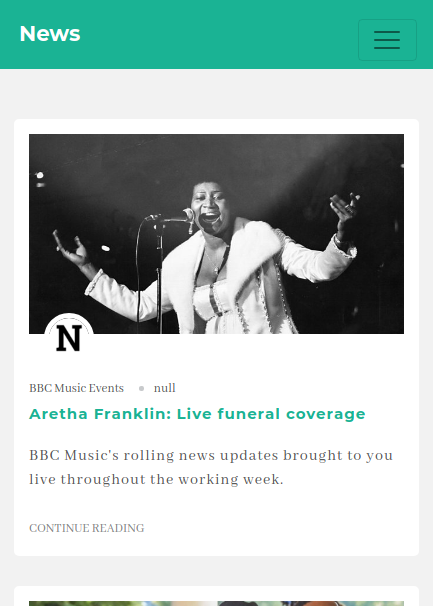 News
N
BBC Music Events
null
Aretha Franklin: Live funeral coverage
BBC Music's rolling news updates brought to you
live throughout the working week.
CONTINUE READING